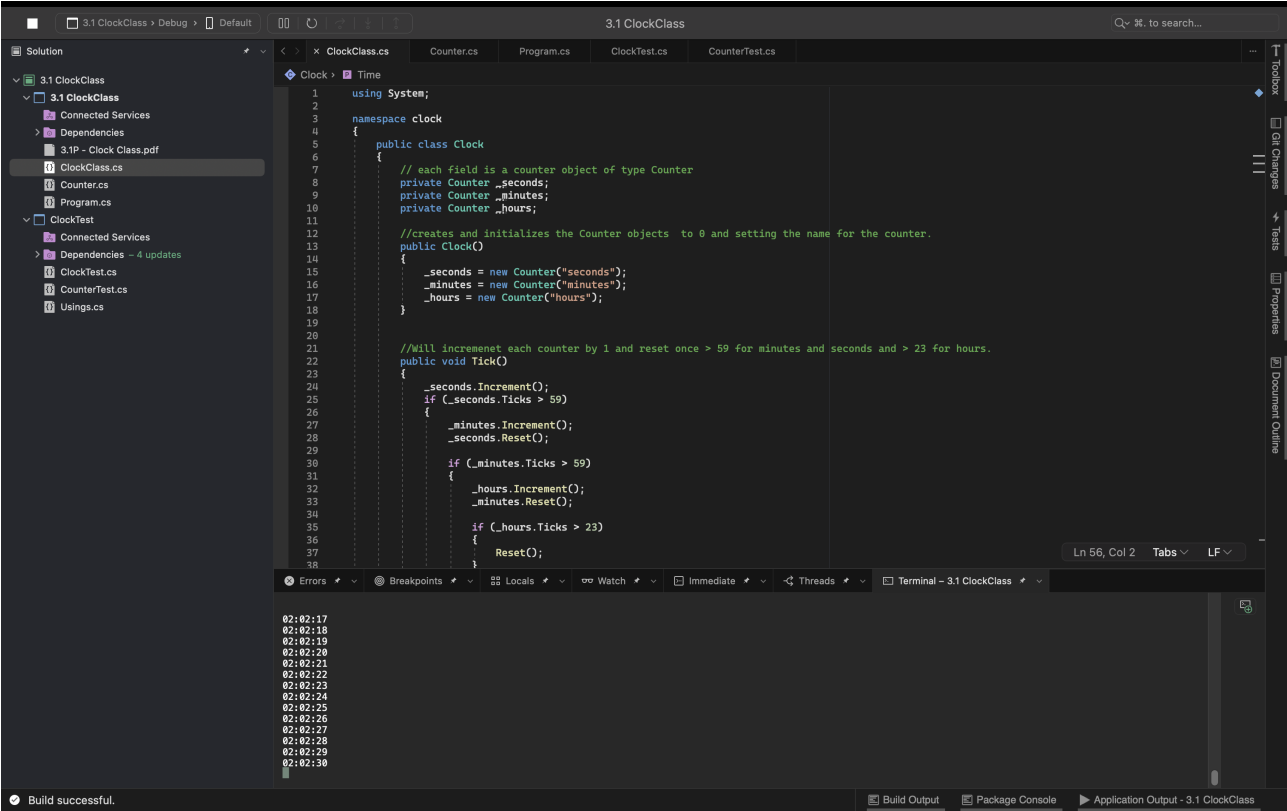 3.1 ClockClass › Debug › Default
3.1 ClockClass
⌘. to search...
Solution
3.1 ClockClass
3.1 ClockClass
Connected Services
Dependencies
3.1P - Clock Class.pdf
ClockClass.cs
Counter.cs
Program.cs
ClockTest
Connected Services
Dependencies – 4 updates
ClockTest.cs
CounterTest.cs
Usings.cs
ClockClass.cs Counter.cs Program.cs ClockTest.cs CounterTest.cs
Clock › P Time
1 using System;
2
3 namespace clock
4 {
5 public class Clock
6 {
7 // each field is a counter object of type Counter
8 private Counter _seconds;
9 private Counter _minutes;
10 private Counter _hours;
11
12 //creates and initializes the Counter objects  to 0 and setting the name for the counter.
13 public Clock()
14 {
15 _seconds = new Counter("seconds");
16 _minutes = new Counter("minutes");
17 _hours = new Counter("hours");
18 }
19
20
21 //Will incremenet each counter by 1 and reset once > 59 for minutes and seconds and > 23 for hours.
22 public void Tick()
23 {
24 _seconds.Increment();
25 if (_seconds.Ticks > 59)
26 {
27 _minutes.Increment();
28 _seconds.Reset();
29
30 if (_minutes.Ticks > 59)
31 {
32 _hours.Increment();
33 _minutes.Reset();
34
35 if (_hours.Ticks > 23)
36 {
37 Reset();
38 }
Ln 56, Col 2 Tabs LF
Toolbox
Git Changes
Tests
Properties
Document Outline
Errors Breakpoints Locals Watch Immediate Threads Terminal – 3.1 ClockClass
02:02:17
02:02:18
02:02:19
02:02:20
02:02:21
02:02:22
02:02:23
02:02:24
02:02:25
02:02:26
02:02:27
02:02:28
02:02:29
02:02:30
Build successful.
Build Output Package Console Application Output - 3.1 ClockClass